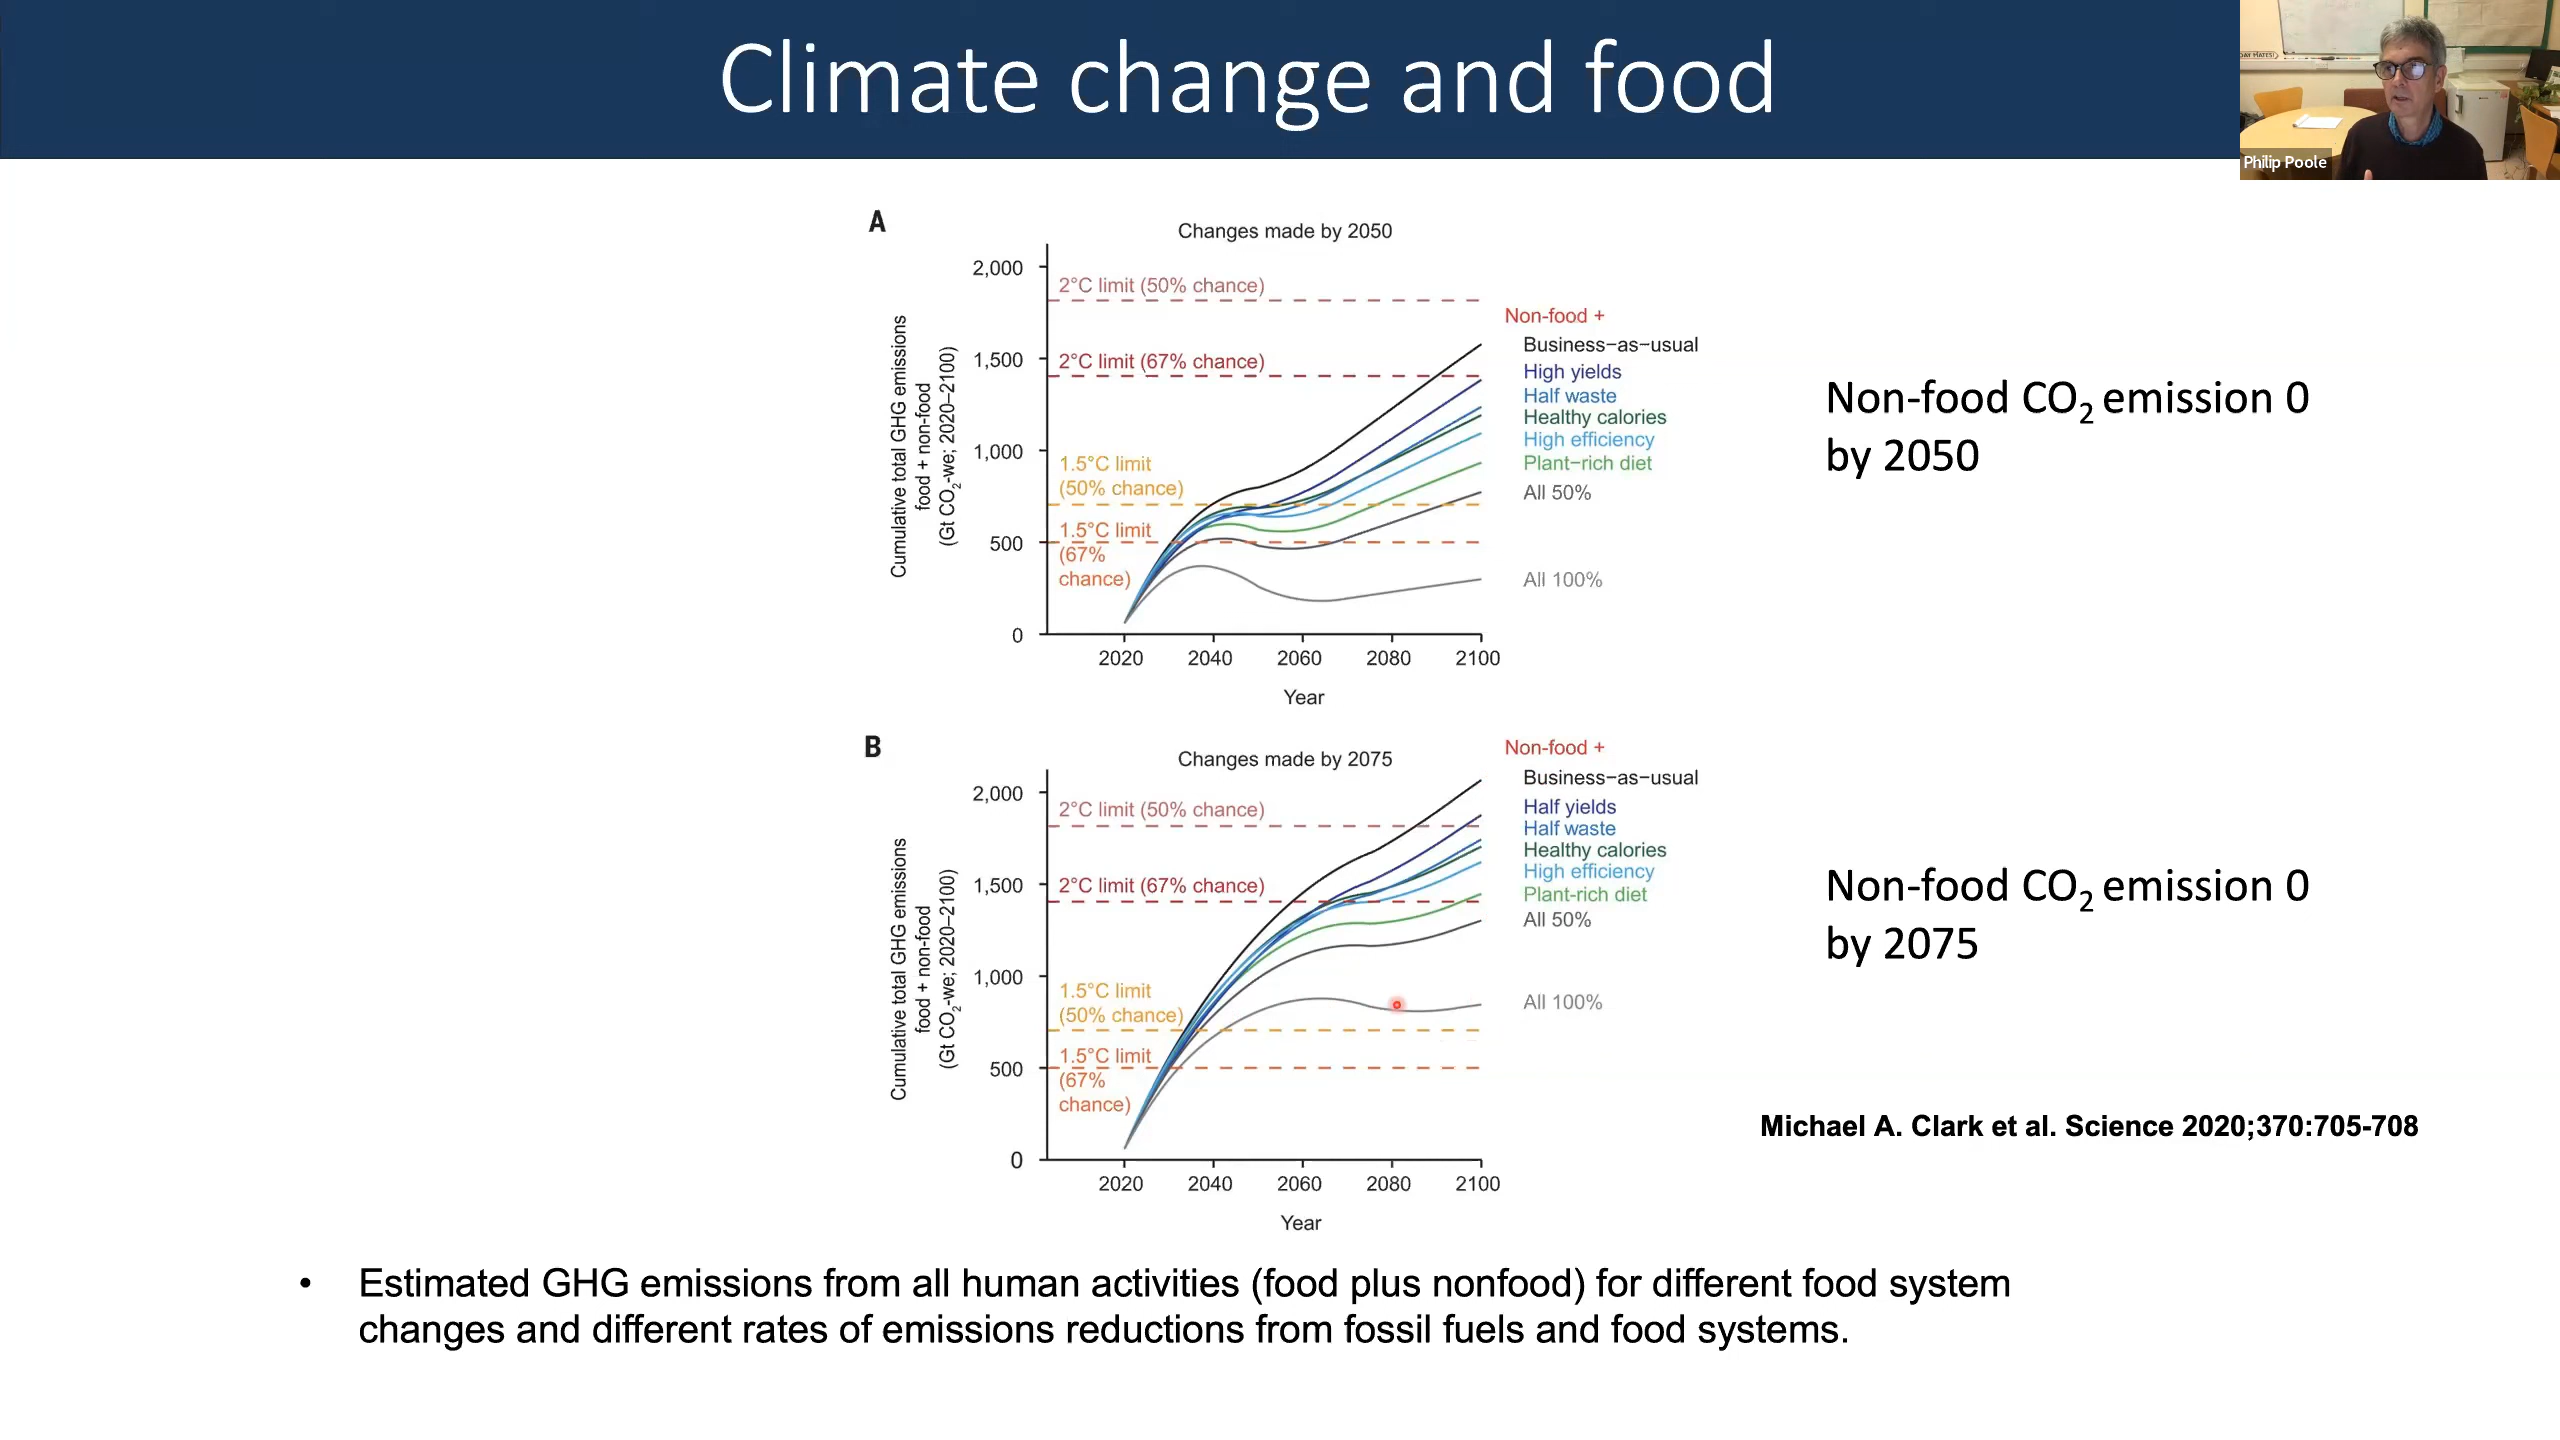 Climate change and food
DAY MATES!
Philip Poole
A
Changes made by 2050
Cumulative total GHG emissions
food + non-food
(Gt CO2-we; 2020–2100)
2,000
1,500
1,000
500
0
2°C limit (50% chance)
2°C limit (67% chance)
1.5°C limit
(50% chance)
1.5°C limit
(67%
chance)
Non-food +
Business−as−usual
High yields
Half waste
Healthy calories
High efficiency
Plant−rich diet
All 50%
All 100%
2020 2040 2060 2080 2100
Year
Non-food CO2 emission 0
by 2050
B
Changes made by 2075
Cumulative total GHG emissions
food + non-food
(Gt CO2-we; 2020–2100)
2,000
1,500
1,000
500
0
2°C limit (50% chance)
2°C limit (67% chance)
1.5°C limit
(50% chance)
1.5°C limit
(67%
chance)
Non-food +
Business−as−usual
Half yields
Half waste
Healthy calories
High efficiency
Plant-rich diet
All 50%
All 100%
2020 2040 2060 2080 2100
Year
Non-food CO2 emission 0
by 2075
Michael A. Clark et al. Science 2020;370:705-708
• Estimated GHG emissions from all human activities (food plus nonfood) for different food system
changes and different rates of emissions reductions from fossil fuels and food systems.